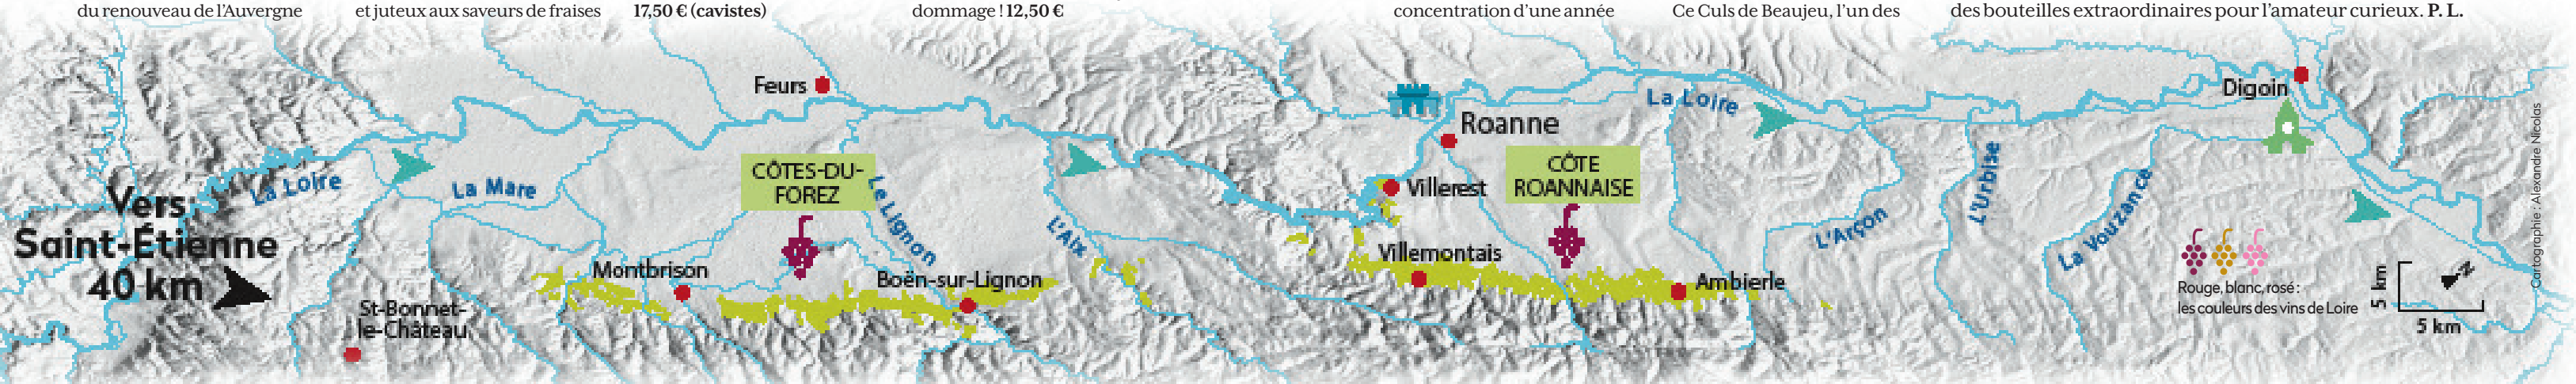 du renouveau de l'Auvergne
et juteux aux saveurs de fraises
17,50 € (cavistes)
dommage ! 12,50 €
concentration d'une année
Ce Culs de Beaujeu, l'un des
des bouteilles extraordinaires pour l'amateur curieux. P. L.
Vers
Saint-Étienne
40 km
La Loire
La Mare
St-Bonnet-
le-Château
Montbrison
Feurs
CÔTES-DU-
FOREZ
Le Lignon
Boën-sur-Lignon
L'Aix
Roanne
Villerest
CÔTE
ROANNAISE
Villemontais
Ambierle
La Loire
L'Arçon
L'Urbise
La Vouzance
Digoin
Rouge, blanc, rosé :
les couleurs des vins de Loire
5 km
N
5 km
Cartographie : Alexandre Nicolas